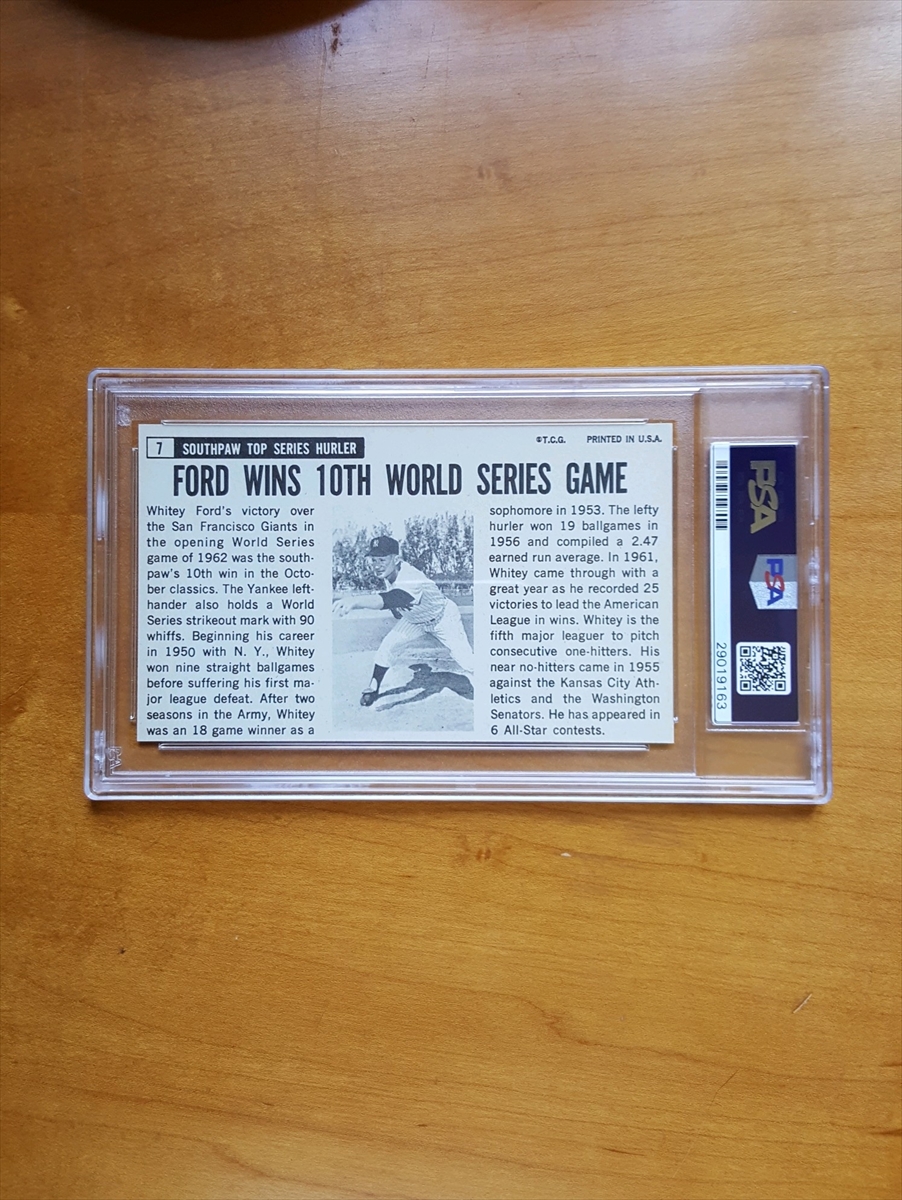 7 SOUTHPAW TOP SERIES HURLER
©T.C.G. PRINTED IN U.S.A.
FORD WINS 10TH WORLD SERIES GAME
Whitey Ford's victory over
the San Francisco Giants in
the opening World Series
game of 1962 was the south-
paw's 10th win in the Octo-
ber classics. The Yankee left-
hander also holds a World
Series strikeout mark with 90
whiffs. Beginning his career
in 1950 with N. Y., Whitey
won nine straight ballgames
before suffering his first ma-
jor league defeat. After two
seasons in the Army, Whitey
was an 18 game winner as a
sophomore in 1953. The lefty
hurler won 19 ballgames in
1956 and compiled a 2.47
earned run average. In 1961,
Whitey came through with a
great year as he recorded 25
victories to lead the American
League in wins. Whitey is the
fifth major leaguer to pitch
consecutive one-hitters. His
near no-hitters came in 1955
against the Kansas City Ath-
letics and the Washington
Senators. He has appeared in
6 All-Star contests.
PSA
PSA
29019163